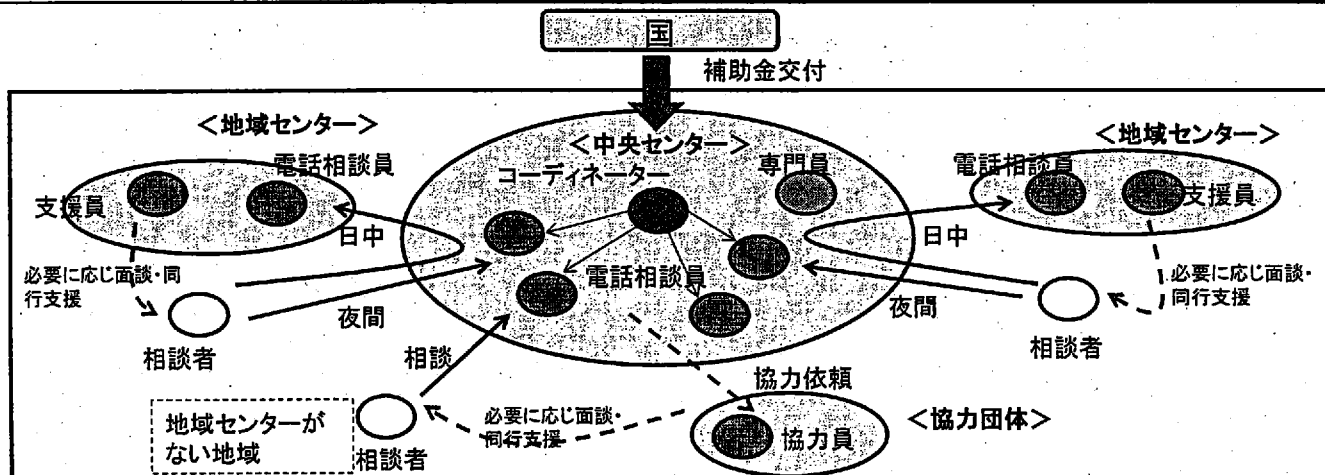 国
補助金交付
＜地域センター＞
支援員
電話相談員
日中
必要に応じ面談・同
行支援
夜間
相談者
＜中央センター＞
コーディネーター
専門員
電話相談員
＜地域センター＞
電話相談員
支援員
日中
必要に応じ面談・
同行支援
夜間
相談者
相談
地域センターが
ない地域
相談者
必要に応じ面談・
同行支援
協力依頼
＜協力団体＞
協力員